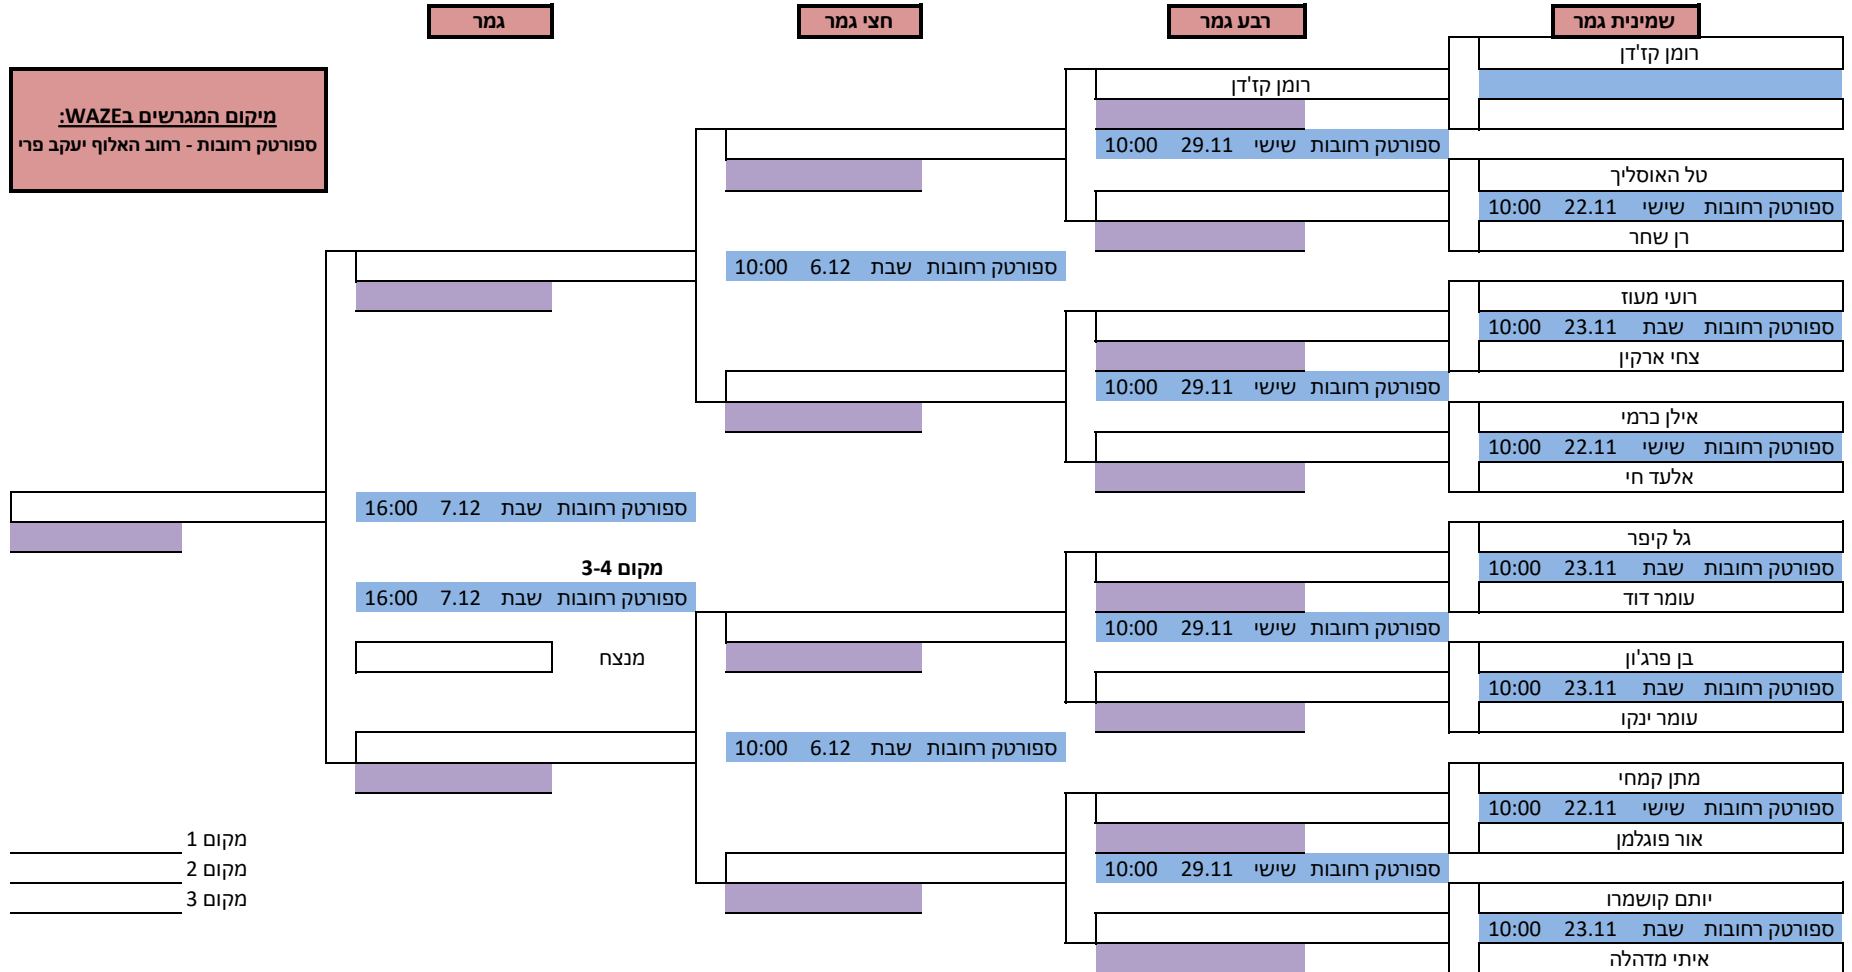 שמינית גמר
רבע גמר
חצי גמר
גמר
רומן קז'דן
טל האוסליך
ספורטק רחובות שישי 22.11 10:00
רן שחר
רועי מעוז
ספורטק רחובות שבת 23.11 10:00
צחי ארקין
אילן כרמי
ספורטק רחובות שישי 22.11 10:00
אלעד חי
גל קיפר
ספורטק רחובות שבת 23.11 10:00
עומר דוד
בן פרג'ון
ספורטק רחובות שבת 23.11 10:00
עומר ינקו
מתן קמחי
ספורטק רחובות שישי 22.11 10:00
אור פוגלמן
יותם קושמרו
ספורטק רחובות שבת 23.11 10:00
איתי מדהלה
רומן קז'דן
ספורטק רחובות שישי 29.11 10:00
ספורטק רחובות שישי 29.11 10:00
ספורטק רחובות שישי 29.11 10:00
ספורטק רחובות שישי 29.11 10:00
ספורטק רחובות שבת 6.12 10:00
ספורטק רחובות שבת 6.12 10:00
ספורטק רחובות שבת 7.12 16:00
מקום 3-4
ספורטק רחובות שבת 7.12 16:00
מנצח
מיקום המגרשים בWAZE:
ספורטק רחובות - רחוב האלוף יעקב פרי
מקום 1
מקום 2
מקום 3